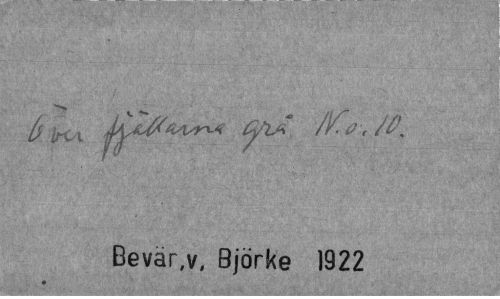 Över fjällarna grå N.o.10.
Bevär,v, Björke 1922